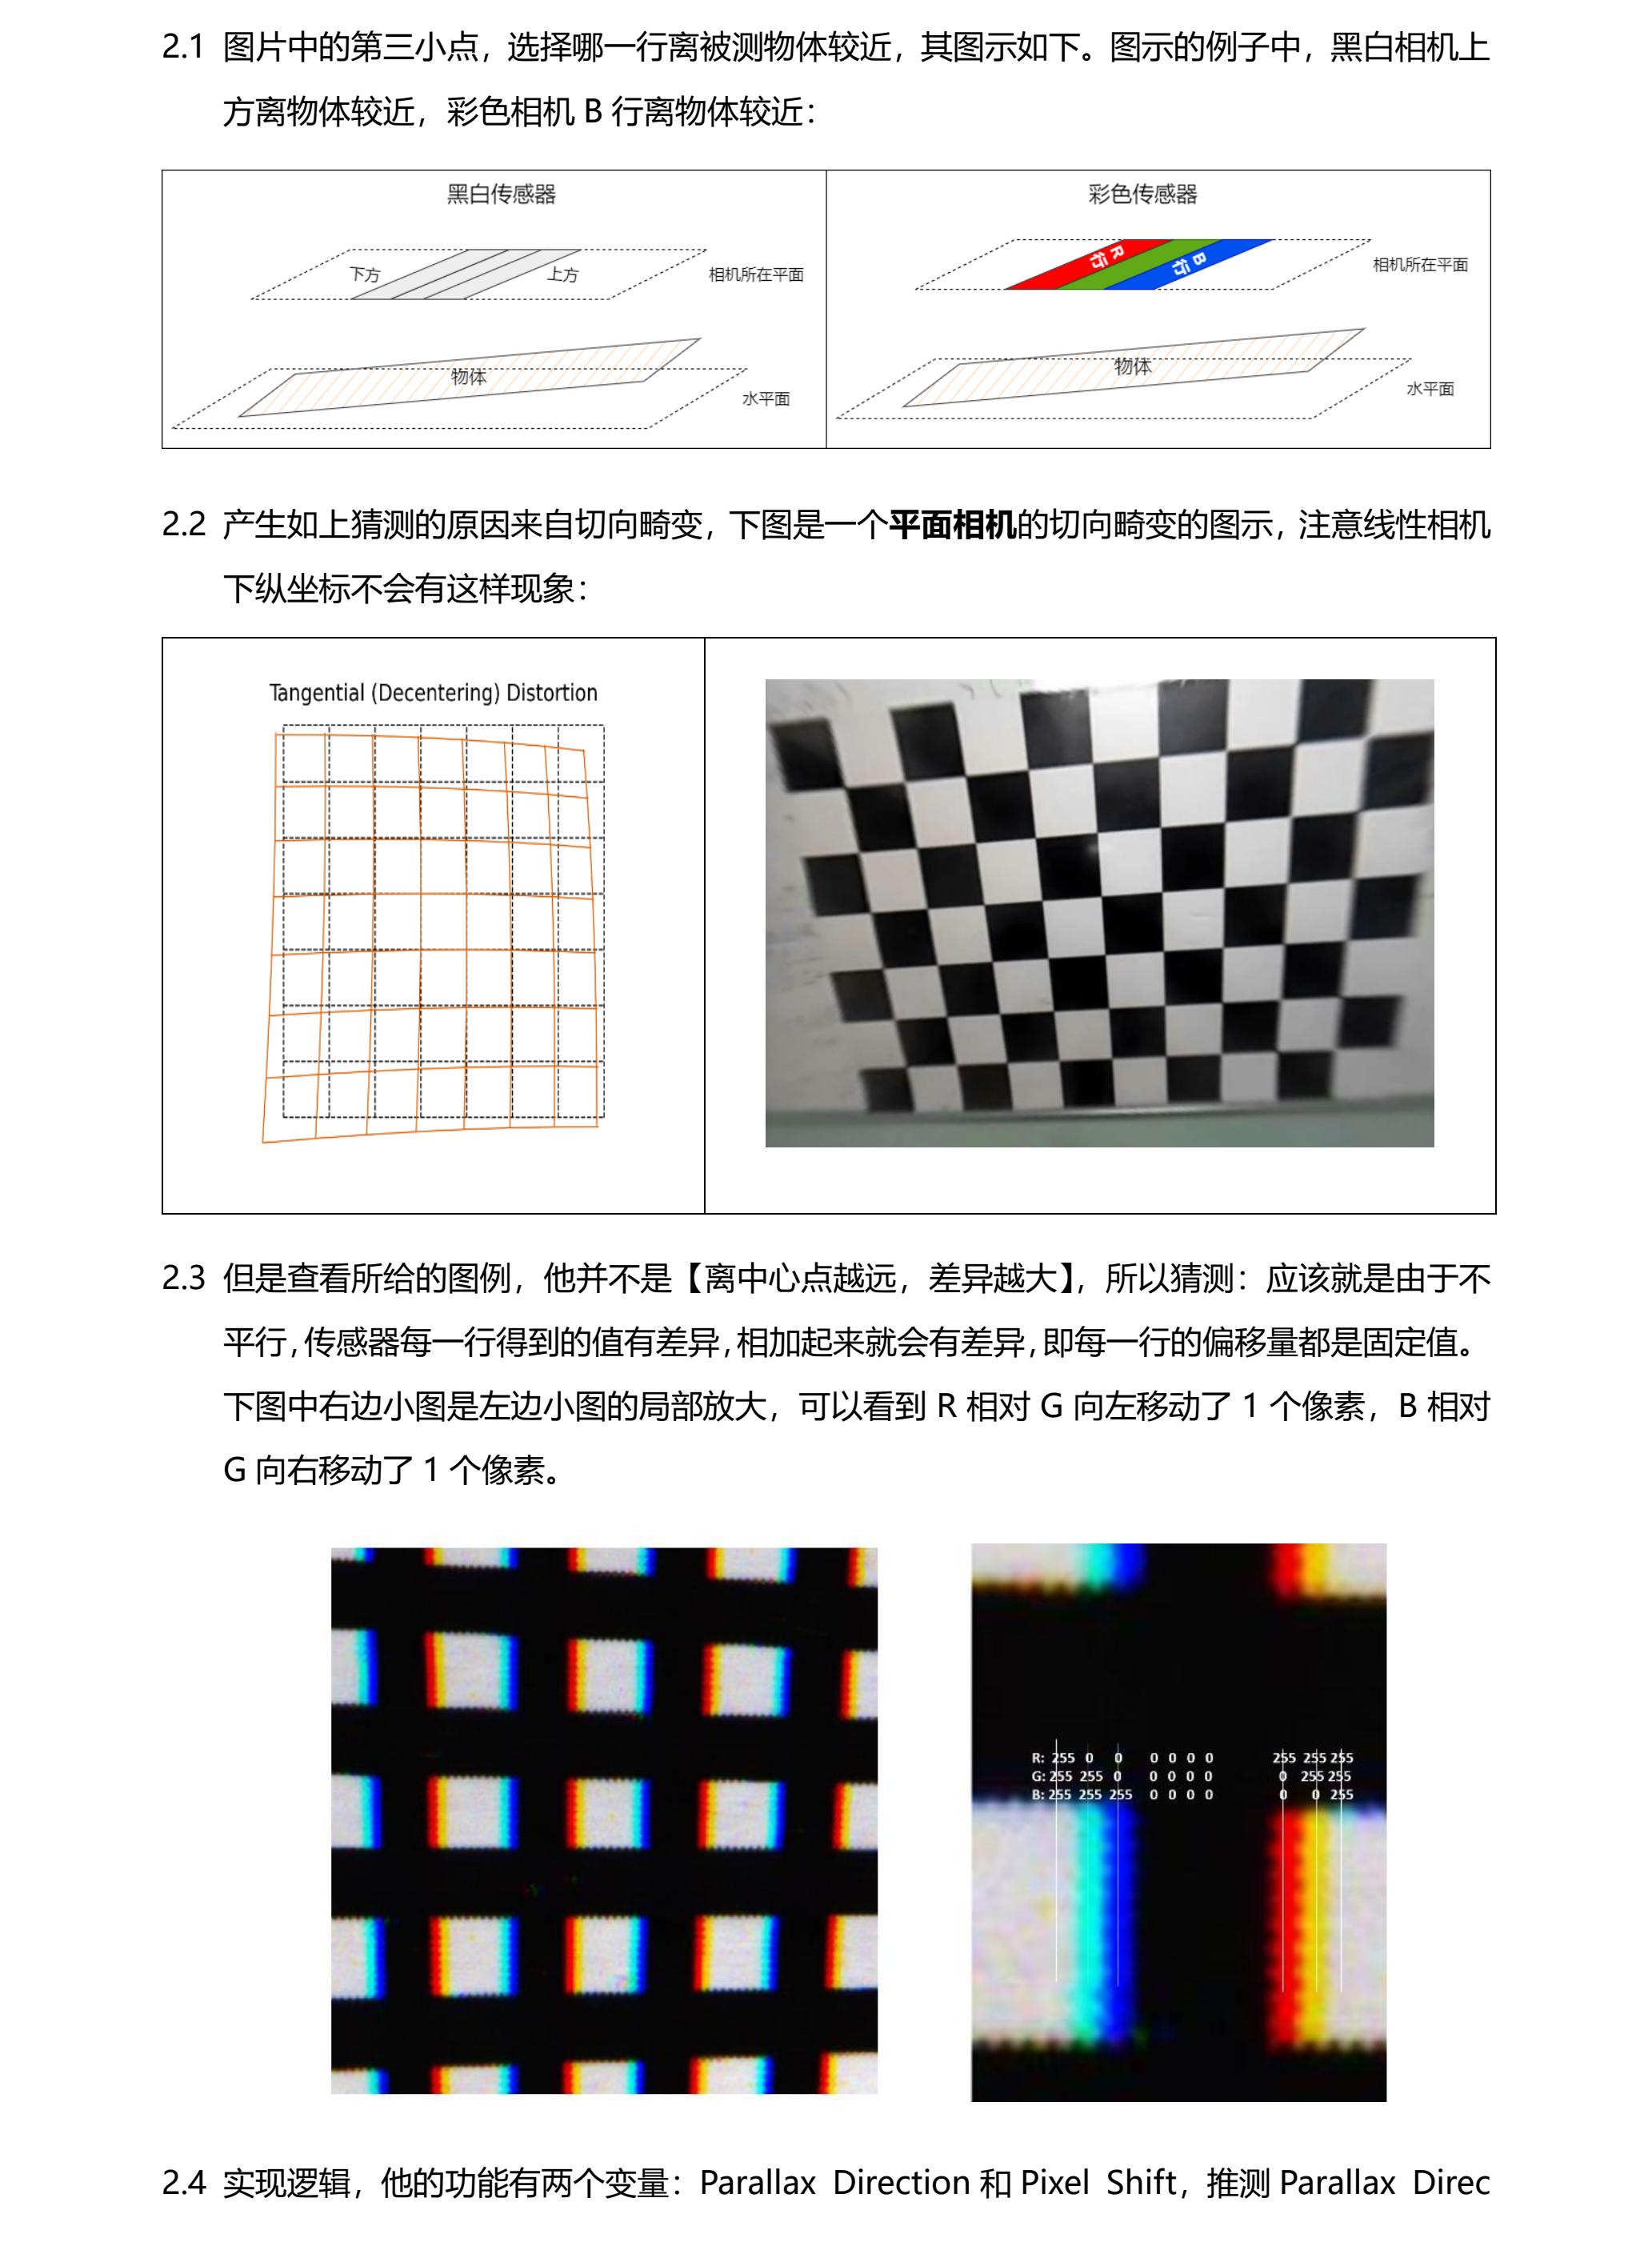 2.1 图片中的第三小点，选择哪一行离被测物体较近，其图示如下。图示的例子中，黑白相机上
方离物体较近，彩色相机 B 行离物体较近：
黑白传感器
下方
上方
相机所在平面
物体
水平面
彩色传感器
R行
B行
相机所在平面
物体
水平面
2.2 产生如上猜测的原因来自切向畸变，下图是一个平面相机的切向畸变的图示，注意线性相机
下纵坐标不会有这样现象：
Tangential (Decentering) Distortion
2.3 但是查看所给的图例，他并不是【离中心点越远，差异越大】，所以猜测：应该就是由于不
平行，传感器每一行得到的值有差异，相加起来就会有差异，即每一行的偏移量都是固定值。
下图中右边小图是左边小图的局部放大，可以看到 R 相对 G 向左移动了 1 个像素，B 相对
G 向右移动了 1 个像素。
R: 255 0 0 0 0 0 0 255 255 255
G: 255 255 0 0 0 0 0 0 255 255
B: 255 255 255 0 0 0 0 0 0 255
2.4 实现逻辑，他的功能有两个变量：Parallax Direction 和 Pixel Shift，推测 Parallax Direc